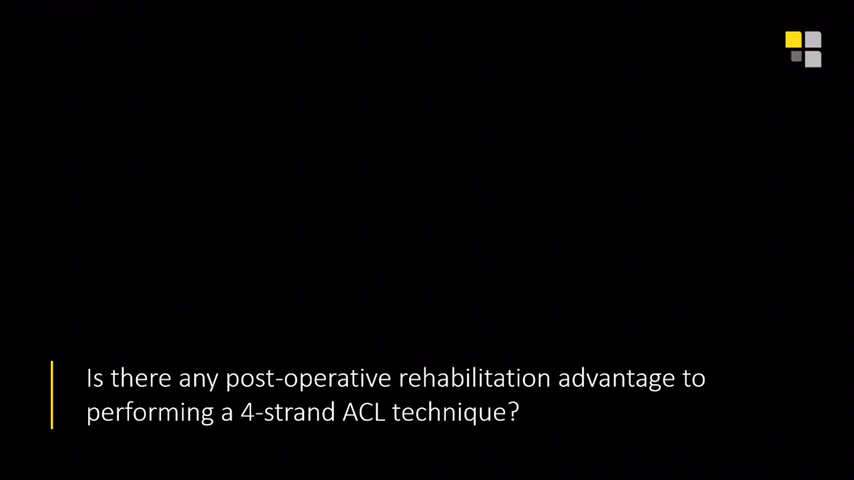 Is there any post-operative rehabilitation advantage to
performing a 4-strand ACL technique?